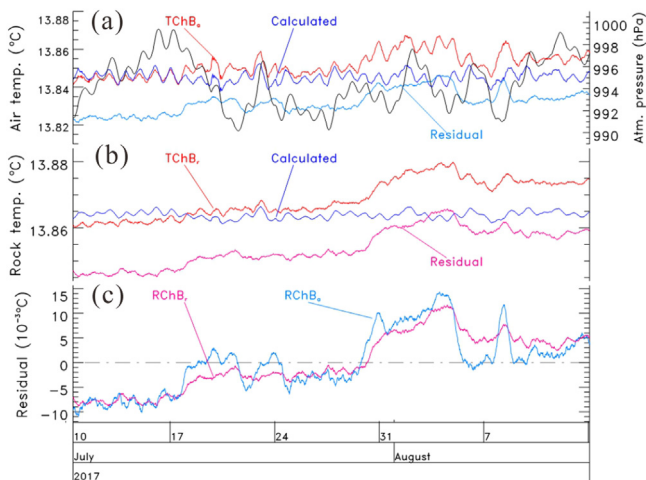 (a)
Air temp. (°C)
13.88
13.86
13.84
13.82
TChBₐ
Calculated
Residual
1000
998
996
994
992
990
Atm. pressure (hPa)
(b)
Rock temp. (°C)
13.88
13.86
TChBᵣ
Calculated
Residual
(c)
Residual (10⁻³°C)
15
10
5
0
−5
−10
RChBᵣ
RChBₐ
10 17 24 31 7
July August
2017